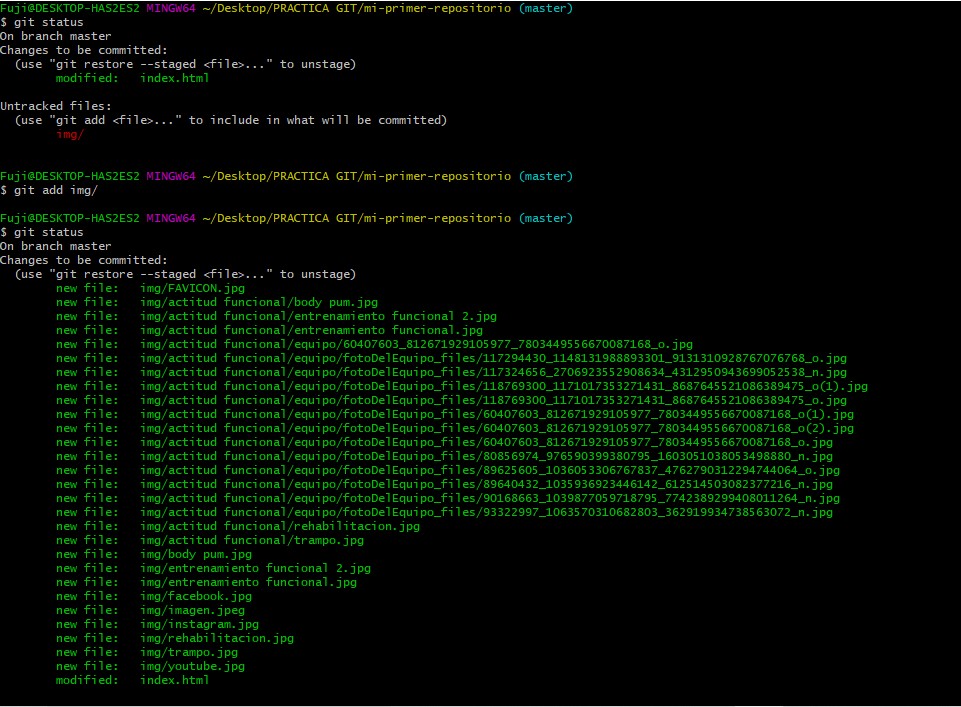 Fuji@DESKTOP-HAS2ES2 MINGW64 ~/Desktop/PRACTICA GIT/mi-primer-repositorio (master)
$ git status
On branch master
Changes to be committed:
  (use "git restore --staged <file>..." to unstage)
        modified:   index.html

Untracked files:
  (use "git add <file>..." to include in what will be committed)
        img/

Fuji@DESKTOP-HAS2ES2 MINGW64 ~/Desktop/PRACTICA GIT/mi-primer-repositorio (master)
$ git add img/

Fuji@DESKTOP-HAS2ES2 MINGW64 ~/Desktop/PRACTICA GIT/mi-primer-repositorio (master)
$ git status
On branch master
Changes to be committed:
  (use "git restore --staged <file>..." to unstage)
        new file:   img/FAVICON.jpg
        new file:   img/actitud funcional/body pum.jpg
        new file:   img/actitud funcional/entrenamiento funcional 2.jpg
        new file:   img/actitud funcional/entrenamiento funcional.jpg
        new file:   img/actitud funcional/equipo/60407603_812671929105977_7803449556670087168_o.jpg
        new file:   img/actitud funcional/equipo/fotoDelEquipo_files/117294430_1148131988893301_9131310928767076768_o.jpg
        new file:   img/actitud funcional/equipo/fotoDelEquipo_files/117324656_2706923552908634_4312950943699052538_n.jpg
        new file:   img/actitud funcional/equipo/fotoDelEquipo_files/118769300_1171017353271431_8687645521086389475_o(1).jpg
        new file:   img/actitud funcional/equipo/fotoDelEquipo_files/118769300_1171017353271431_8687645521086389475_o.jpg
        new file:   img/actitud funcional/equipo/fotoDelEquipo_files/60407603_812671929105977_7803449556670087168_o(1).jpg
        new file:   img/actitud funcional/equipo/fotoDelEquipo_files/60407603_812671929105977_7803449556670087168_o(2).jpg
        new file:   img/actitud funcional/equipo/fotoDelEquipo_files/60407603_812671929105977_7803449556670087168_o.jpg
        new file:   img/actitud funcional/equipo/fotoDelEquipo_files/80856974_976590399380795_1603051038053498880_n.jpg
        new file:   img/actitud funcional/equipo/fotoDelEquipo_files/89625605_1036053306767837_4762790312294744064_o.jpg
        new file:   img/actitud funcional/equipo/fotoDelEquipo_files/89640432_1035936923446142_612514503082377216_n.jpg
        new file:   img/actitud funcional/equipo/fotoDelEquipo_files/90168663_1039877059718795_7742389299408011264_n.jpg
        new file:   img/actitud funcional/equipo/fotoDelEquipo_files/93322997_1063570310682803_362919934738563072_n.jpg
        new file:   img/actitud funcional/rehabilitacion.jpg
        new file:   img/actitud funcional/trampo.jpg
        new file:   img/body pum.jpg
        new file:   img/entrenamiento funcional 2.jpg
        new file:   img/entrenamiento funcional.jpg
        new file:   img/facebook.jpg
        new file:   img/imagen.jpeg
        new file:   img/instagram.jpg
        new file:   img/rehabilitacion.jpg
        new file:   img/trampo.jpg
        new file:   img/youtube.jpg
        modified:   index.html